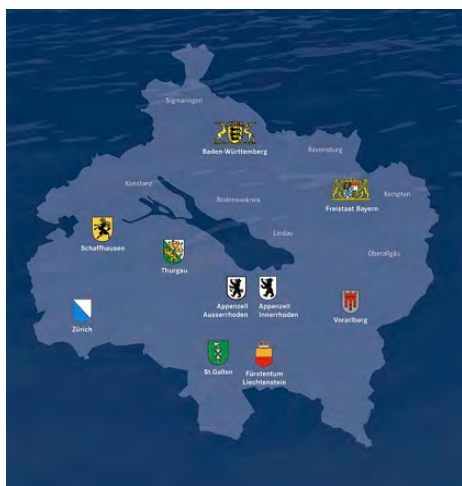 Sigmaringen
Baden-Württemberg
Ravensburg
Konstanz
Kempten
Bodenseekreis
Freistaat Bayern
Lindau
Schaffhausen
Thurgau
Oberallgäu
Appenzell
Ausserrhoden
Appenzell
Innerrhoden
Vorarlberg
Zürich
St.Gallen
Fürstentum
Liechtenstein